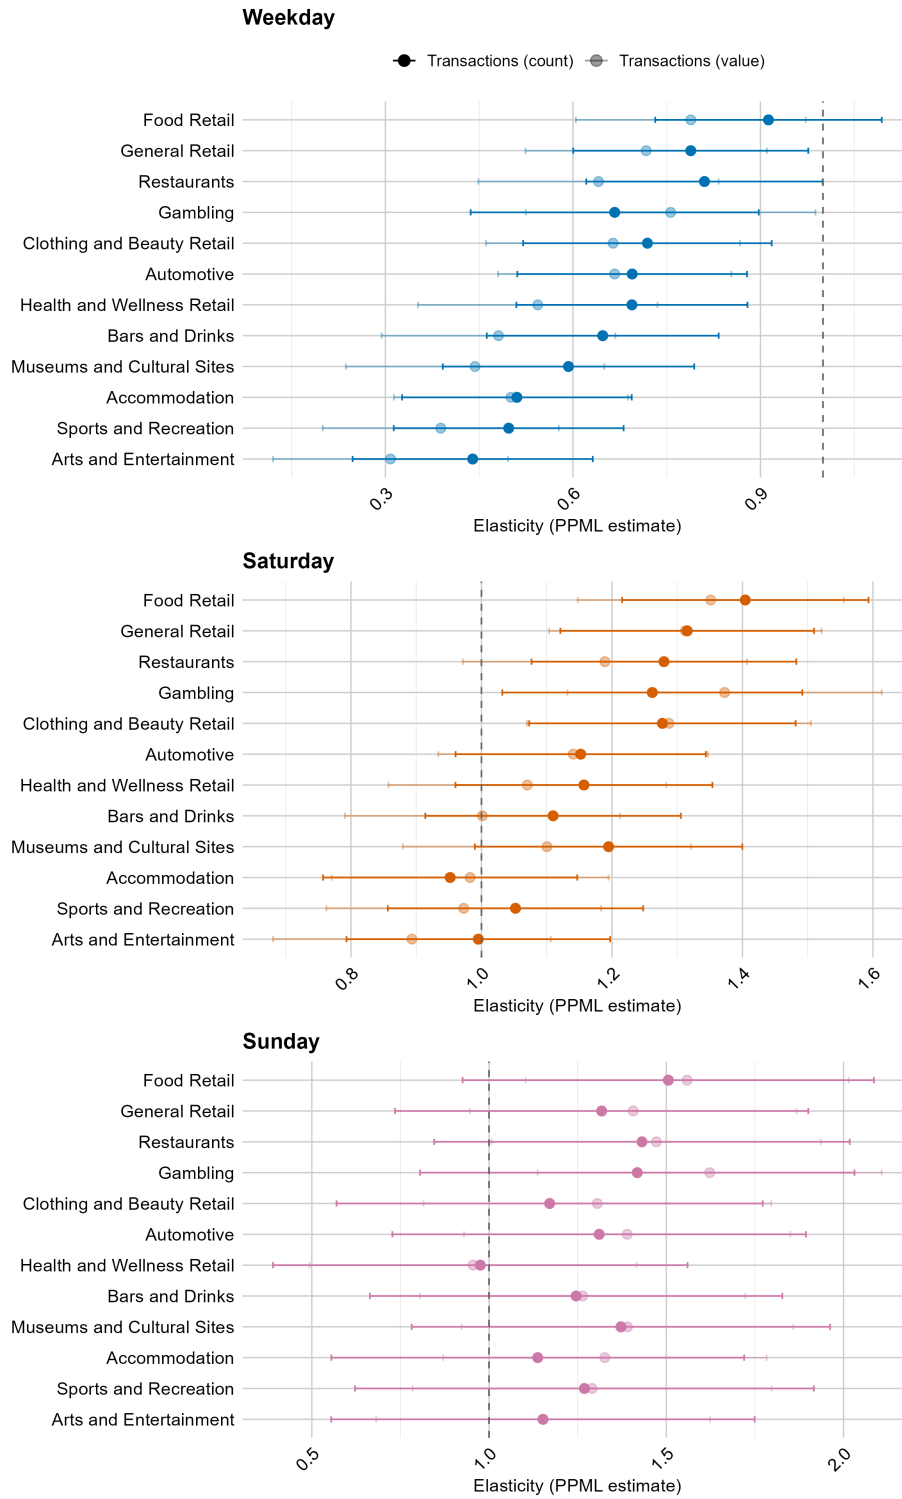 Weekday
Transactions (count) Transactions (value)
Food Retail
General Retail
Restaurants
Gambling
Clothing and Beauty Retail
Automotive
Health and Wellness Retail
Bars and Drinks
Museums and Cultural Sites
Accommodation
Sports and Recreation
Arts and Entertainment
0.3 0.6 0.9
Elasticity (PPML estimate)
Saturday
Food Retail
General Retail
Restaurants
Gambling
Clothing and Beauty Retail
Automotive
Health and Wellness Retail
Bars and Drinks
Museums and Cultural Sites
Accommodation
Sports and Recreation
Arts and Entertainment
0.8 1.0 1.2 1.4 1.6
Elasticity (PPML estimate)
Sunday
Food Retail
General Retail
Restaurants
Gambling
Clothing and Beauty Retail
Automotive
Health and Wellness Retail
Bars and Drinks
Museums and Cultural Sites
Accommodation
Sports and Recreation
Arts and Entertainment
0.5 1.0 1.5 2.0
Elasticity (PPML estimate)